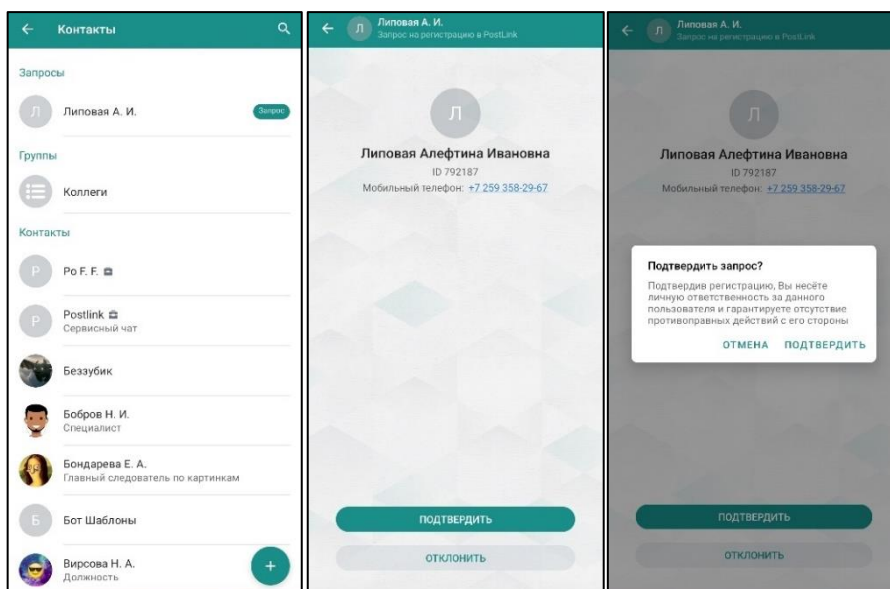 Контакты
Запросы
Л
Липовая А. И.
Запрос
Группы
Коллеги
Контакты
P
Po F. F.
P
Postlink
Сервисный чат
Беззубик
Бобров Н. И.
Специалист
Бондарева Е. А.
Главный следователь по картинкам
Б
Бот Шаблоны
Вирсова Н. А.
Должность
+
Л
Липовая А. И.
Запрос на регистрацию в PostLink
Л
Липовая Алефтина Ивановна
ID 792187
Мобильный телефон: +7 259 358-29-67
ПОДТВЕРДИТЬ
ОТКЛОНИТЬ
Л
Липовая А. И.
Запрос на регистрацию в PostLink
Л
Липовая Алефтина Ивановна
ID 792187
Мобильный телефон: +7 259 358-29-67
Подтвердить запрос?
Подтвердив регистрацию, Вы несёте
личную ответственность за данного
пользователя и гарантируете отсутствие
противоправных действий с его стороны
ОТМЕНА ПОДТВЕРДИТЬ
ПОДТВЕРДИТЬ
ОТКЛОНИТЬ